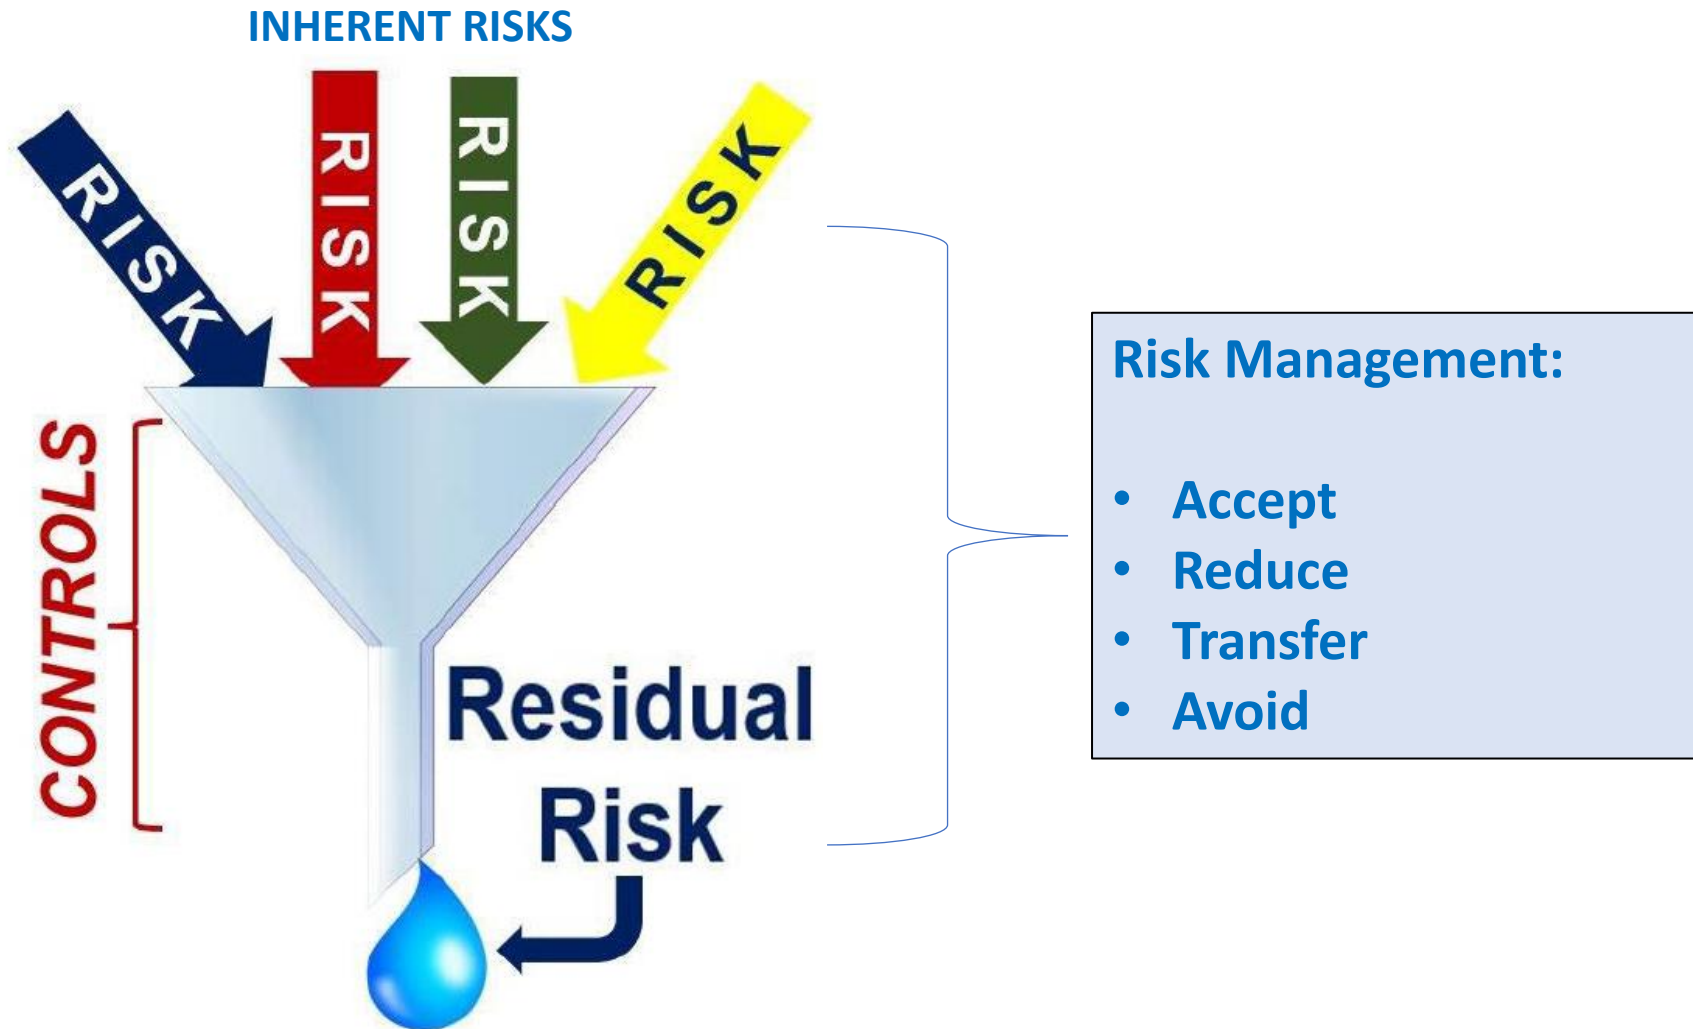 INHERENT RISKS
RISK
RISK
RISK
RISK
CONTROLS
Residual
Risk
Risk Management:
• Accept
• Reduce
• Transfer
• Avoid